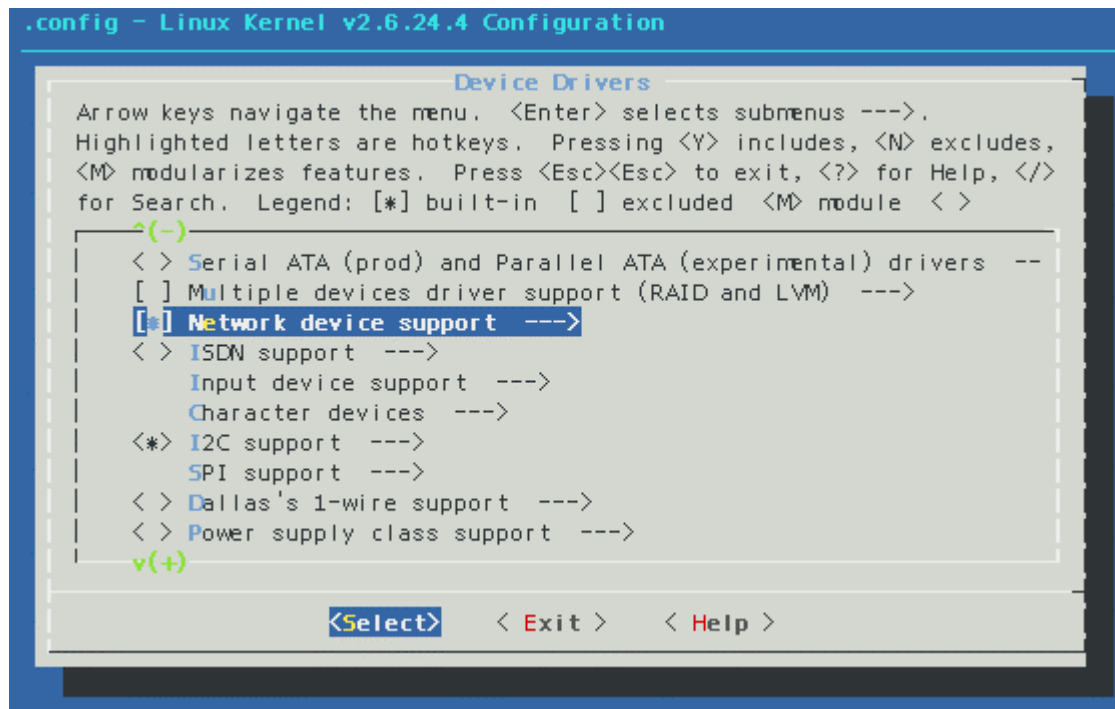 .config - Linux Kernel v2.6.24.4 Configuration
Device Drivers
Arrow keys navigate the menu.  <Enter> selects submenus --->.
Highlighted letters are hotkeys.  Pressing <Y> includes, <N> excludes,
<M> modularizes features.  Press <Esc><Esc> to exit, <?> for Help, </>
for Search.  Legend: [*] built-in  [ ] excluded  <M> module  < >
^(-)
< > Serial ATA (prod) and Parallel ATA (experimental) drivers  --
[ ] Multiple devices driver support (RAID and LVM)  --->
[*] Network device support  --->
< > ISDN support  --->
Input device support  --->
Character devices  --->
<*> I2C support  --->
SPI support  --->
< > Dallas's 1-wire support  --->
< > Power supply class support  --->
v(+)
<Select>    < Exit >    < Help >